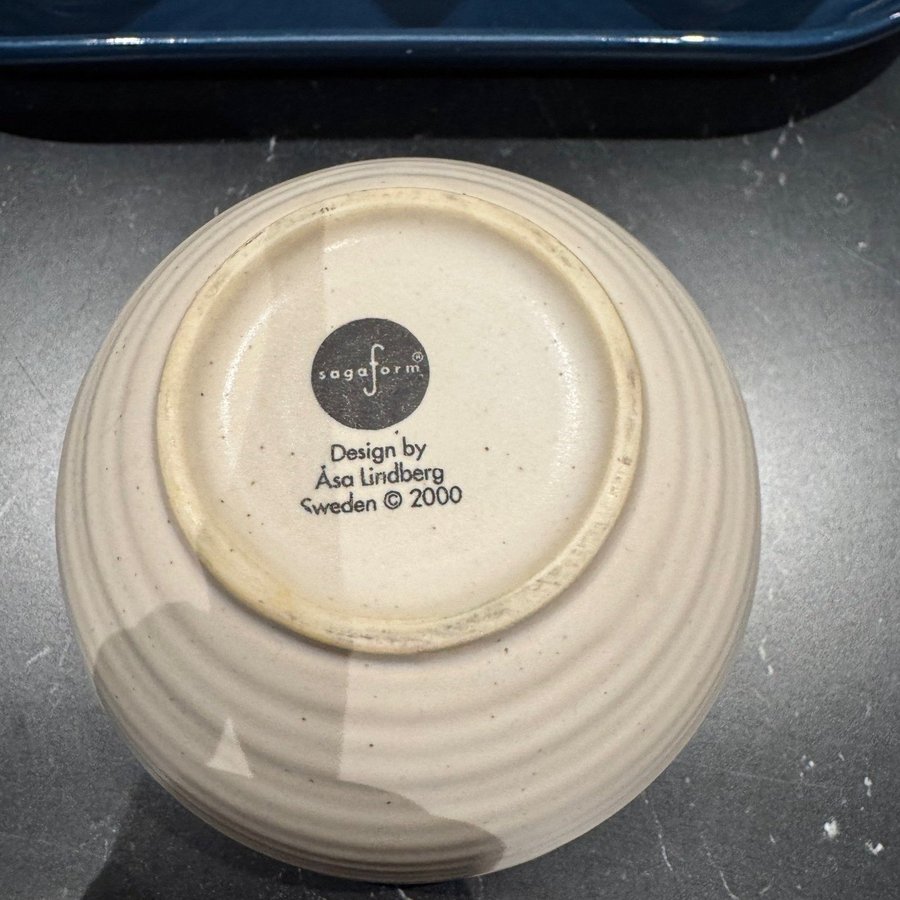 sagaform®
Design by
Åsa Lindberg
Sweden © 2000